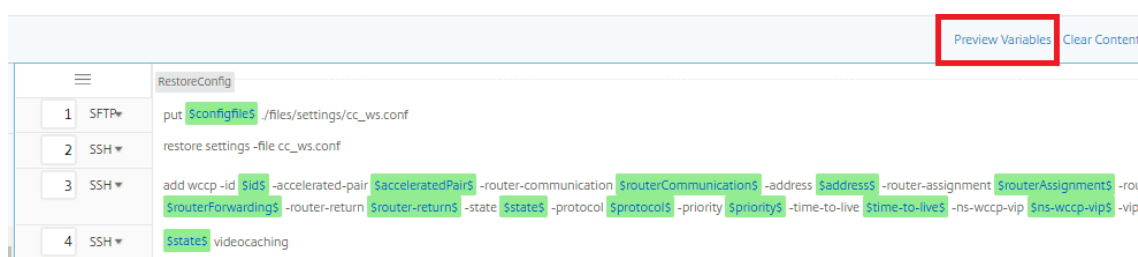 Preview Variables Clear Content
RestoreConfig
1 SFTP put $configfile$ ./files/settings/cc_ws.conf
2 SSH restore settings -file cc_ws.conf
3 SSH add wccp -id $id$ -accelerated-pair $acceleratedPair$ -router-communication $routerCommunication$ -address $address$ -router-assignment $routerAssignment$ -rou
$routerForwarding$ -router-return $router-return$ -state $state$ -protocol $protocol$ -priority $priority$ -time-to-live $time-to-live$ -ns-wccp-vip $ns-wccp-vip$ -vip
4 SSH $state$ videocaching